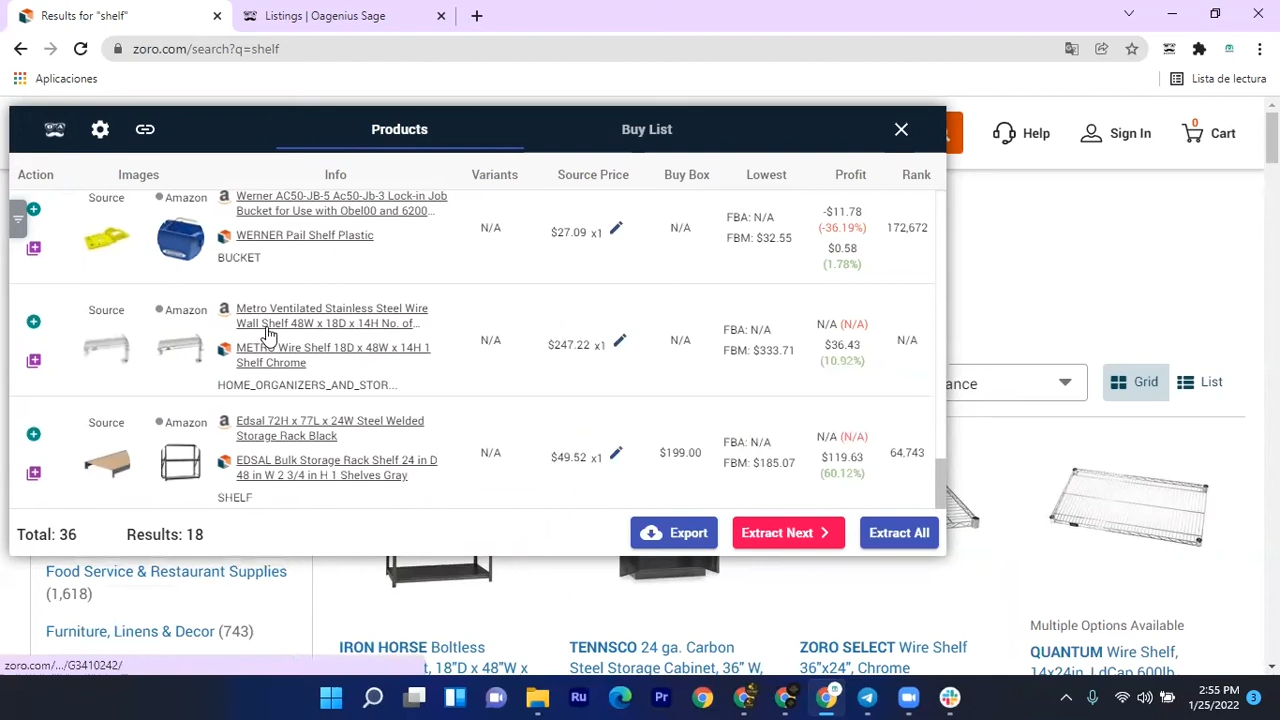 Results for "shelf"
Listings | Oagenius Sage
zoro.com/search?q=shelf
Aplicaciones
Lista de lectura
Products
Buy List
Help
Sign In
0
Cart
Action
Images
Info
Variants
Source Price
Buy Box
Lowest
Profit
Rank
Source
Amazon
Werner AC50-JB-5 Ac50-Jb-3 Lock-in Job
Bucket for Use with Obel00 and 6200...
WERNER Pail Shelf Plastic
BUCKET
N/A
$27.09 x1
N/A
FBA: N/A
FBM: $32.55
-$11.78
(-36.19%)
$0.58
(1.78%)
172,672
Source
Amazon
Metro Ventilated Stainless Steel Wire
Wall Shelf 48W x 18D x 14H No. of...
METRO Wire Shelf 18D x 48W x 14H 1
Shelf Chrome
HOME_ORGANIZERS_AND_STOR...
N/A
$247.22 x1
N/A
FBA: N/A
FBM: $333.71
N/A (N/A)
$36.43
(10.92%)
N/A
Source
Amazon
Edsal 72H x 77L x 24W Steel Welded
Storage Rack Black
EDSAL Bulk Storage Rack Shelf 24 in D
48 in W 2 3/4 in H 1 Shelves Gray
SHELF
N/A
$49.52 x1
$199.00
FBA: N/A
FBM: $185.07
N/A (N/A)
$119.63
(60.12%)
64,743
ance
Grid
List
Total: 36
Results: 18
Export
Extract Next
Extract All
Food Service & Restaurant Supplies
(1,618)
Furniture, Linens & Decor (743)
IRON HORSE Boltless
t, 18"D x 48"W x
TENNSCO 24 ga. Carbon
Steel Storage Cabinet, 36" W,
ZORO SELECT Wire Shelf
36"x24", Chrome
Multiple Options Available
QUANTUM Wire Shelf,
14x24in, LdCap 600lb,
zoro.com/.../G3410242/
Ru
Pr
2:55 PM
1/25/2022
3